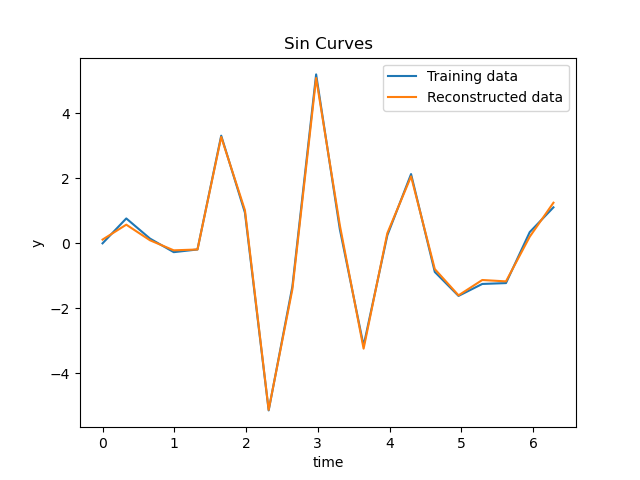 Sin Curves
Training data
Reconstructed data
y
4
2
0
−2
−4
0 1 2 3 4 5 6
time